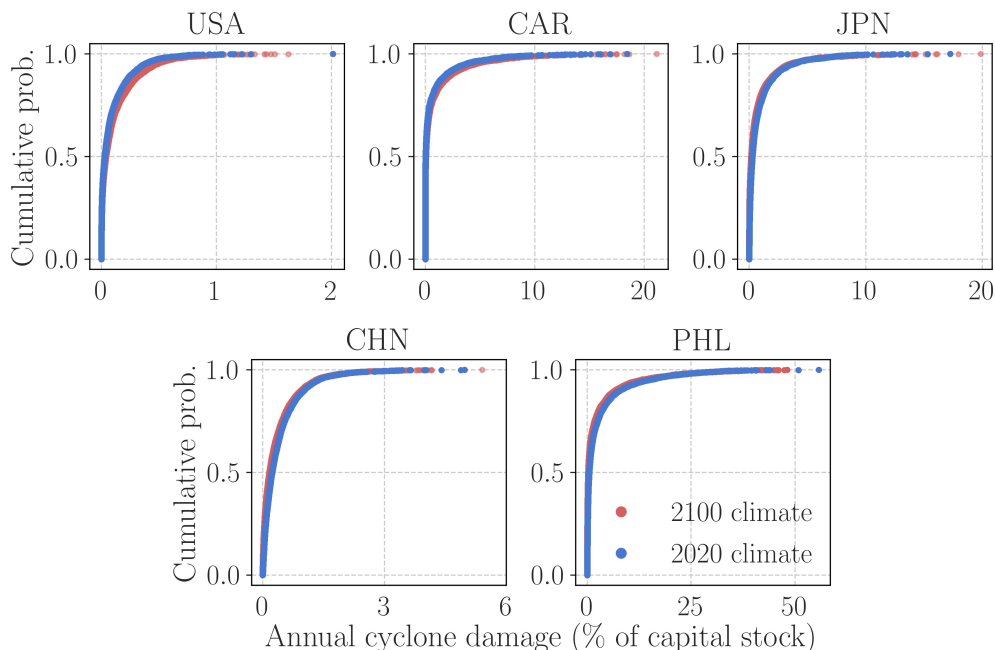 USA
CAR
JPN
Cumulative prob.
1.0
0.5
0.0
0 1 2
1.0
0.5
0.0
0 10 20
1.0
0.5
0.0
0 10 20
CHN
PHL
Cumulative prob.
1.0
0.5
0.0
0 3 6
1.0
0.5
0.0
0 25 50
2100 climate
2020 climate
Annual cyclone damage (% of capital stock)